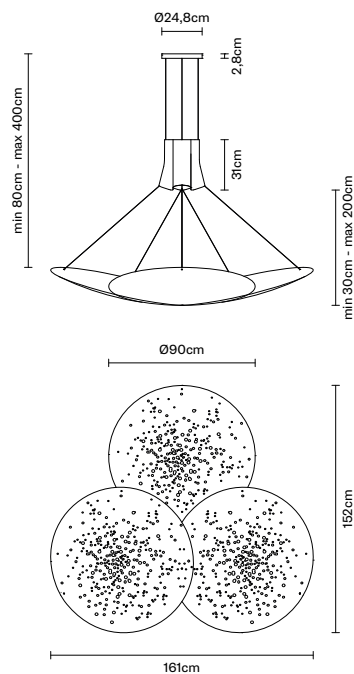 Ø24,8cm
2,8cm
min 80cm - max 400cm
31cm
min 30cm - max 200cm
Ø90cm
152cm
161cm